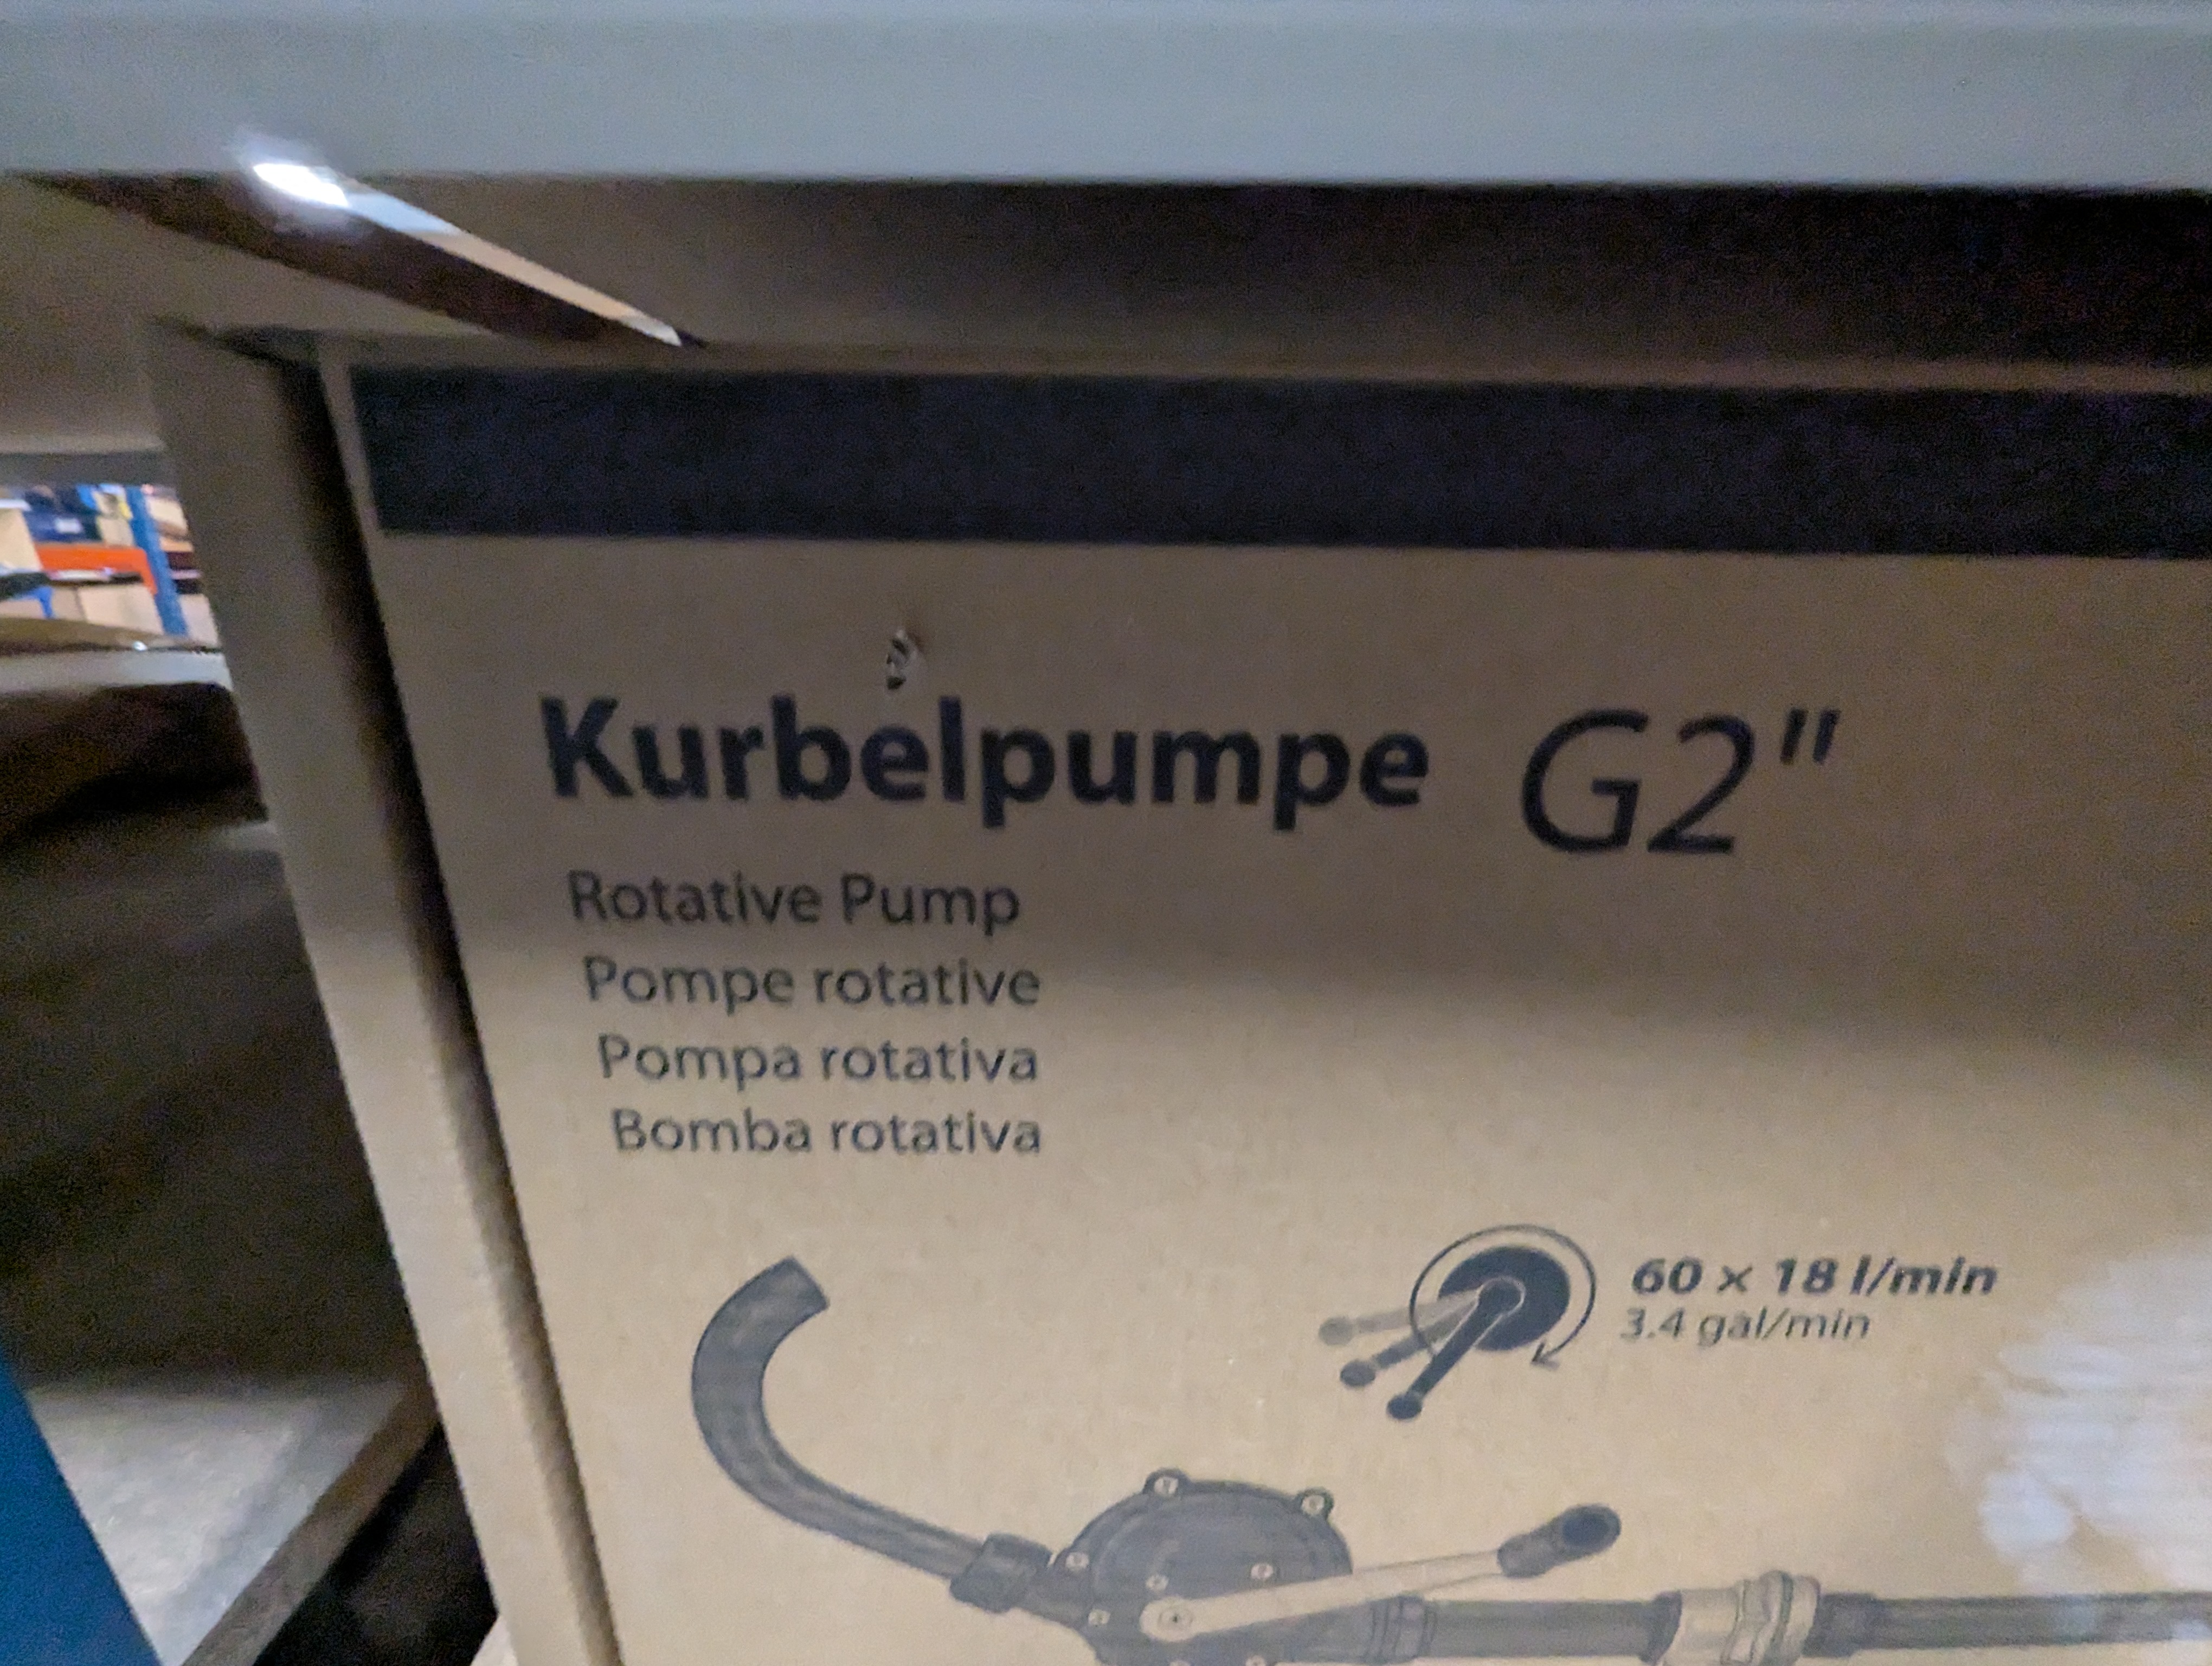 Kurbelpumpe G2"
Rotative Pump
Pompe rotative
Pompa rotativa
Bomba rotativa
60 × 18 l/min
3.4 gal/min